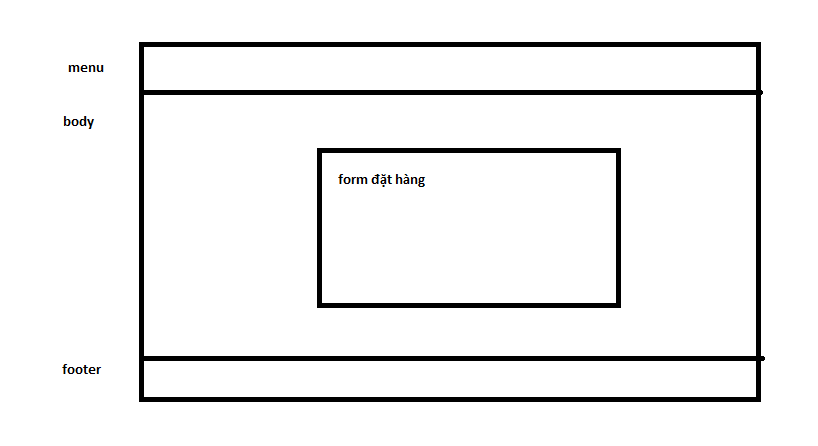 menu
body
form đặt hàng
footer